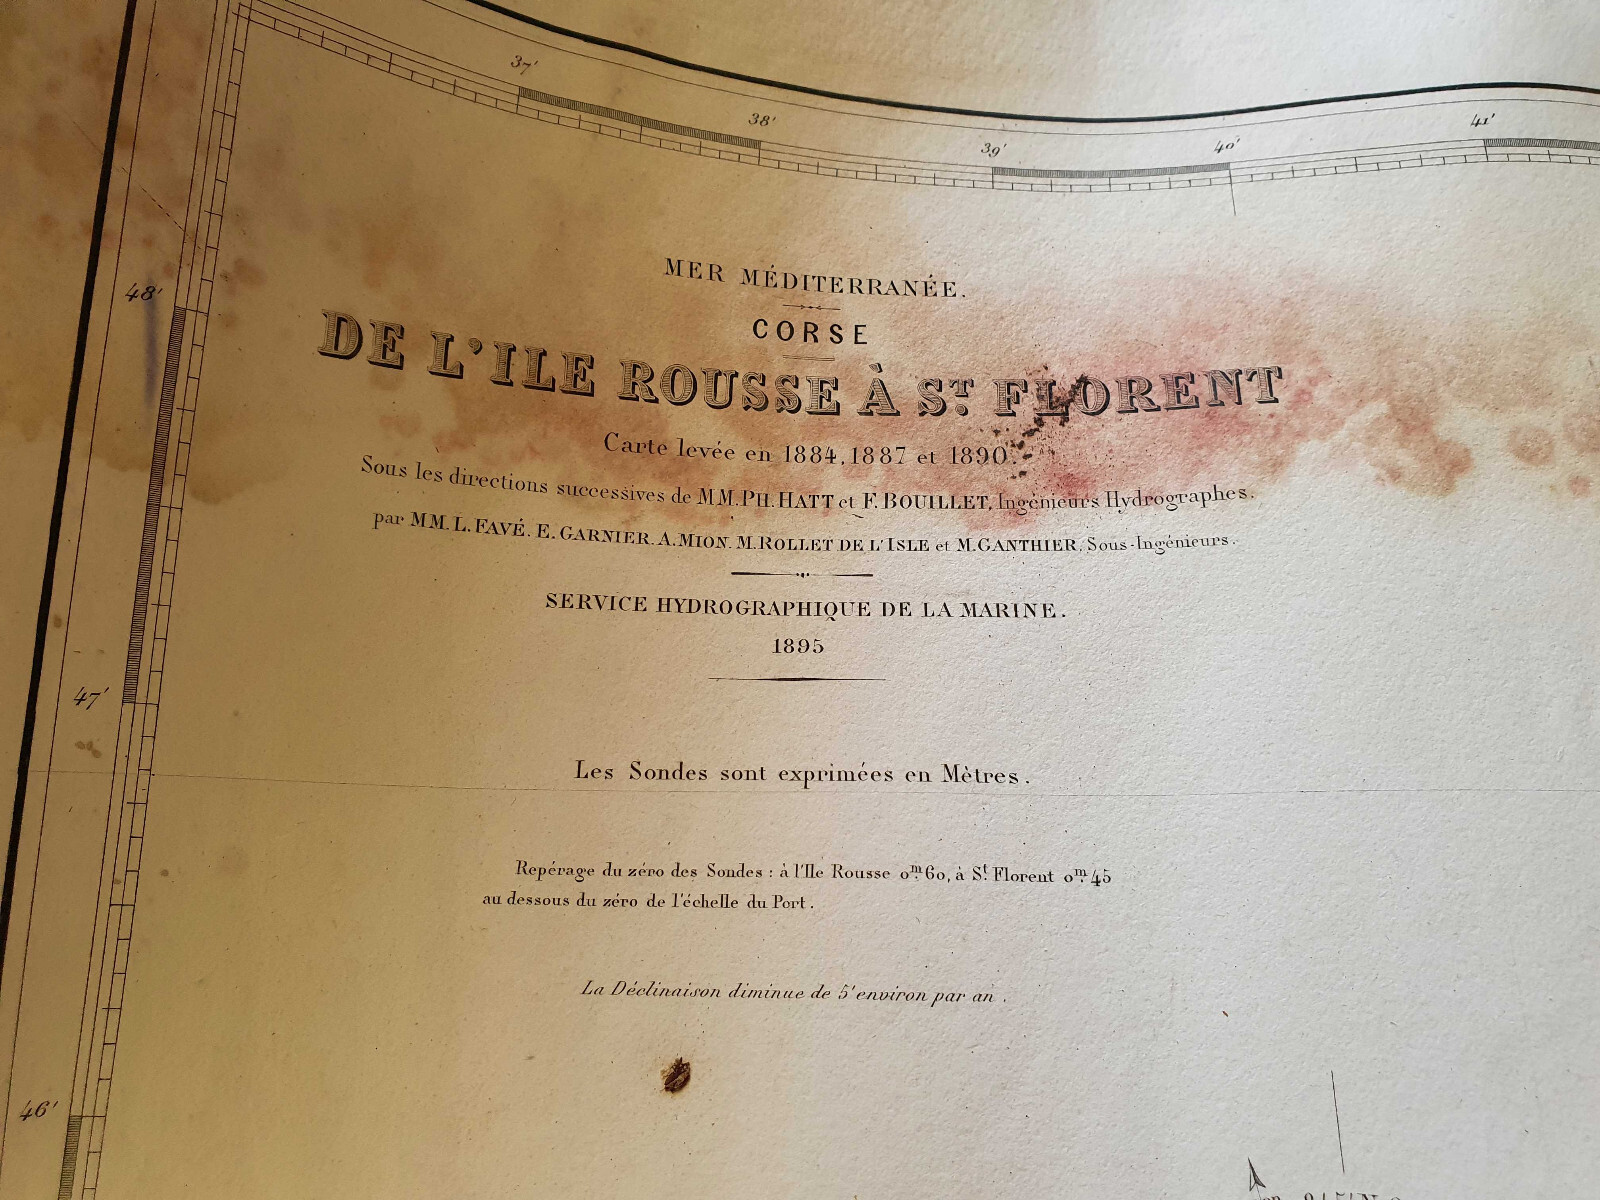 37'
38'
39'
40'
41'
48'
MER MÉDITERRANÉE.
CORSE
DE L'ILE ROUSSE À ST. FLORENT
Carte levée en 1884, 1887 et 1890.
Sous les directions successives de MM. PH. HATT et F. BOUILLET, Ingénieurs Hydrographes.
par MM. L. FAVÉ. E. GARNIER. A. MION. M. ROLLET DE L'ISLE et M. GANTHIER, Sous-Ingénieurs.
SERVICE HYDROGRAPHIQUE DE LA MARINE.
1895
47'
Les Sondes sont exprimées en Mètres.
Repérage du zéro des Sondes : à l'Ile Rousse 0m.60, à St. Florent 0m.45
au dessous du zéro de l'échelle du Port.
La Déclinaison diminue de 5' environ par an.
46'